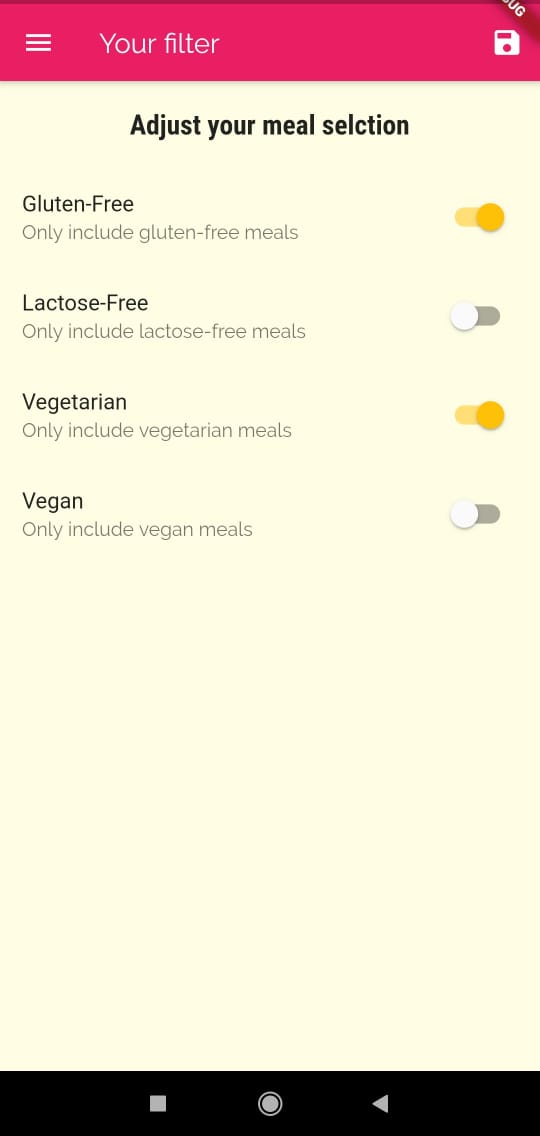 Your filter
Adjust your meal selction
Gluten-Free
Only include gluten-free meals
Lactose-Free
Only include lactose-free meals
Vegetarian
Only include vegetarian meals
Vegan
Only include vegan meals